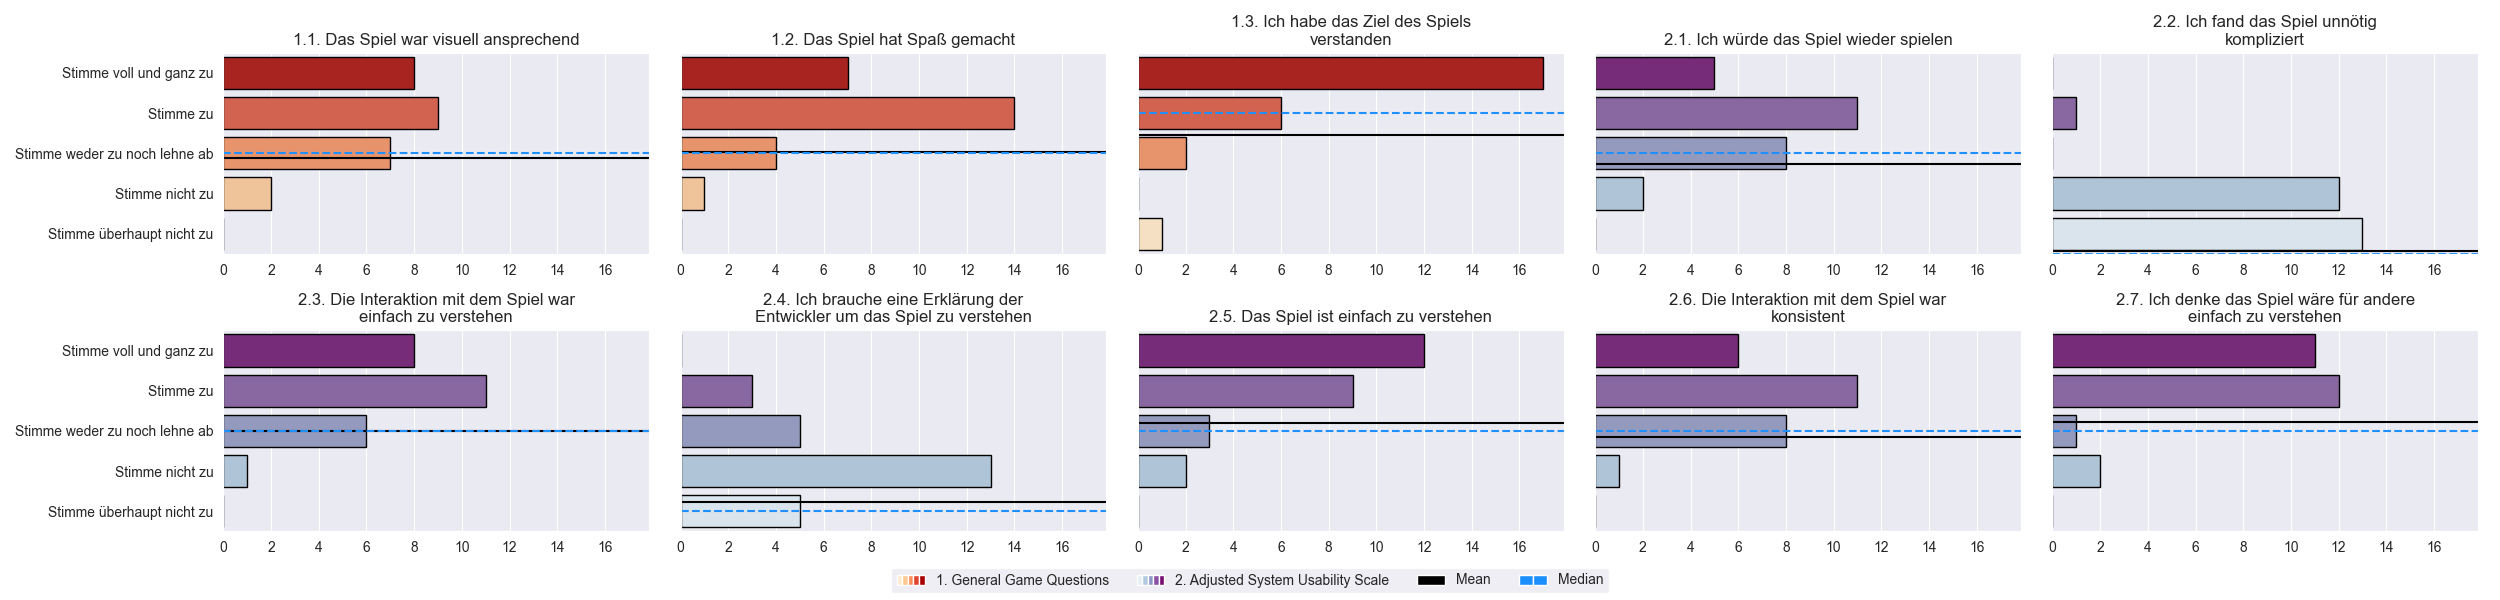 1.1. Das Spiel war visuell ansprechend
1.2. Das Spiel hat Spaß gemacht
1.3. Ich habe das Ziel des Spiels
verstanden
2.1. Ich würde das Spiel wieder spielen
2.2. Ich fand das Spiel unnötig
kompliziert
Stimme voll und ganz zu
Stimme zu
Stimme weder zu noch lehne ab
Stimme nicht zu
Stimme überhaupt nicht zu
0 2 4 6 8 10 12 14 16
0 2 4 6 8 10 12 14 16
0 2 4 6 8 10 12 14 16
0 2 4 6 8 10 12 14 16
0 2 4 6 8 10 12 14 16
2.3. Die Interaktion mit dem Spiel war
einfach zu verstehen
2.4. Ich brauche eine Erklärung der
Entwickler um das Spiel zu verstehen
2.5. Das Spiel ist einfach zu verstehen
2.6. Die Interaktion mit dem Spiel war
konsistent
2.7. Ich denke das Spiel wäre für andere
einfach zu verstehen
Stimme voll und ganz zu
Stimme zu
Stimme weder zu noch lehne ab
Stimme nicht zu
Stimme überhaupt nicht zu
0 2 4 6 8 10 12 14 16
0 2 4 6 8 10 12 14 16
0 2 4 6 8 10 12 14 16
0 2 4 6 8 10 12 14 16
0 2 4 6 8 10 12 14 16
1. General Game Questions
2. Adjusted System Usability Scale
Mean
Median